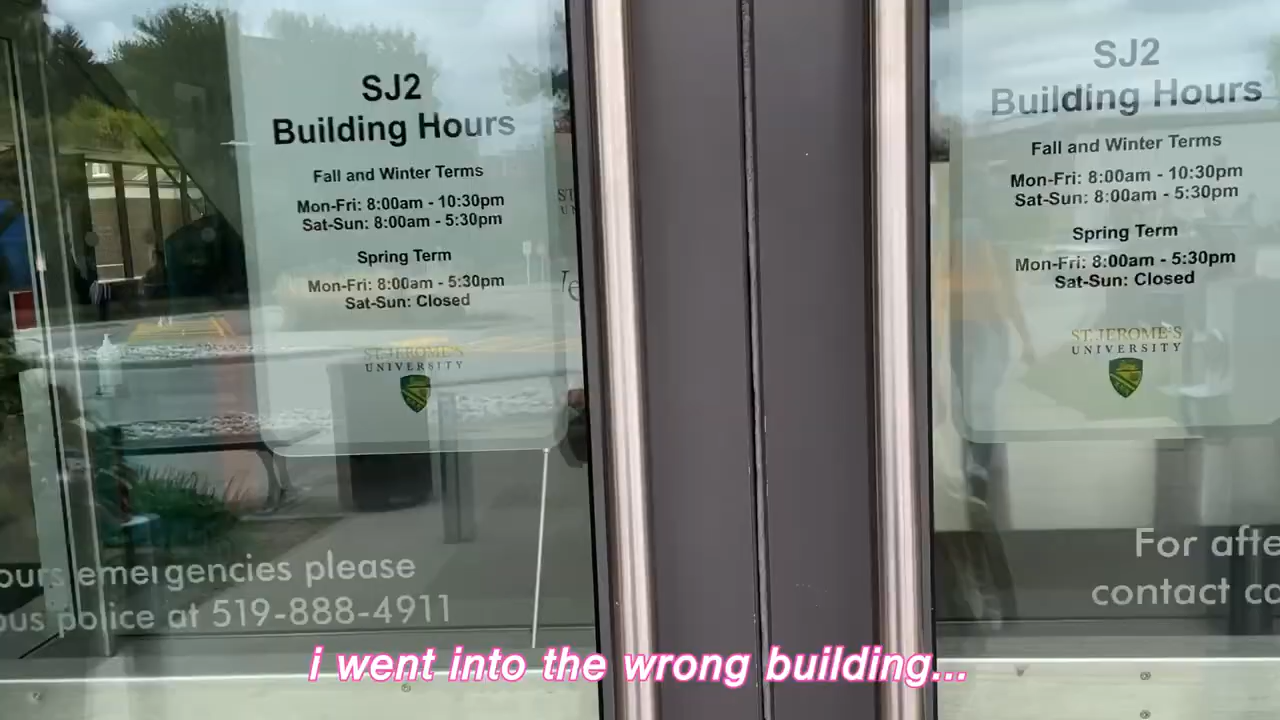 SJ2
Building Hours
Fall and Winter Terms
Mon-Fri: 8:00am - 10:30pm
Sat-Sun: 8:00am - 5:30pm
Spring Term
Mon-Fri: 8:00am - 5:30pm
Sat-Sun: Closed
ST. JEROME'S
UNIVERSITY
emergencies please
police at 519-888-4911
SJ2
Building Hours
Fall and Winter Terms
Mon-Fri: 8:00am - 10:30pm
Sat-Sun: 8:00am - 5:30pm
Spring Term
Mon-Fri: 8:00am - 5:30pm
Sat-Sun: Closed
ST. JEROME'S
UNIVERSITY
For afte
contact ca
i went into the wrong building...